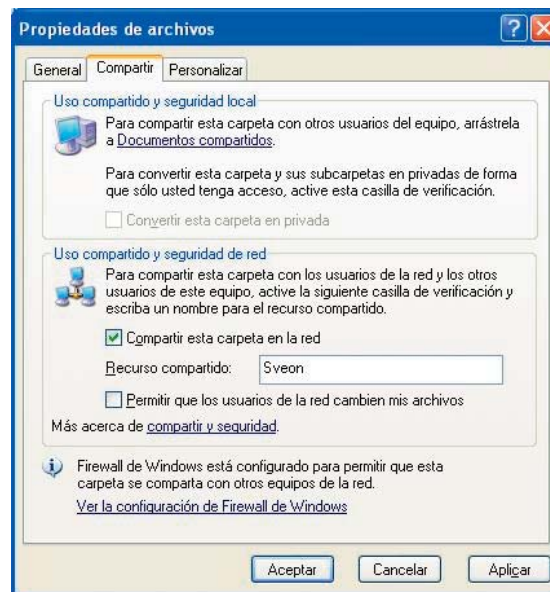 Propiedades de archivos
General Compartir Personalizar
Uso compartido y seguridad local
Para compartir esta carpeta con otros usuarios del equipo, arrástrela
a Documentos compartidos.
Para convertir esta carpeta y sus subcarpetas en privadas de forma
que sólo usted tenga acceso, active esta casilla de verificación.
Convertir esta carpeta en privada
Uso compartido y seguridad de red
Para compartir esta carpeta con los usuarios de la red y los otros
usuarios de este equipo, active la siguiente casilla de verificación y
escriba un nombre para el recurso compartido.
Compartir esta carpeta en la red
Recurso compartido: Sveon
Permitir que los usuarios de la red cambien mis archivos
Más acerca de compartir y seguridad.
Firewall de Windows está configurado para permitir que esta
carpeta se comparta con otros equipos de la red.
Ver la configuración de Firewall de Windows
Aceptar Cancelar Aplicar